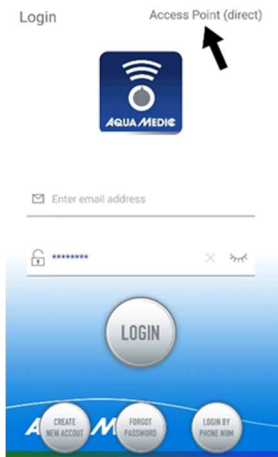 Login
Access Point (direct)
AQUA MEDIC
Enter email address
********
LOGIN
CREATE
NEW ACCOUT
FORGOT
PASSWORD
LOGIN BY
PHONE NUM
A
M